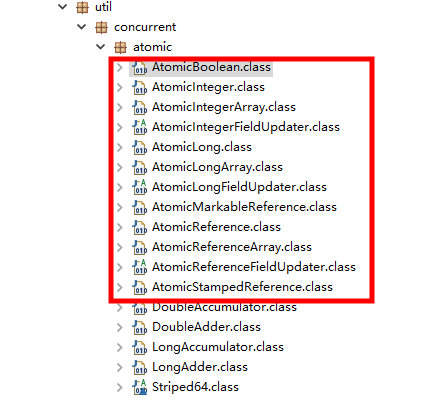 util
concurrent
atomic
AtomicBoolean.class
AtomicInteger.class
AtomicIntegerArray.class
AtomicIntegerFieldUpdater.class
AtomicLong.class
AtomicLongArray.class
AtomicLongFieldUpdater.class
AtomicMarkableReference.class
AtomicReference.class
AtomicReferenceArray.class
AtomicReferenceFieldUpdater.class
AtomicStampedReference.class
DoubleAccumulator.class
DoubleAdder.class
LongAccumulator.class
LongAdder.class
Striped64.class